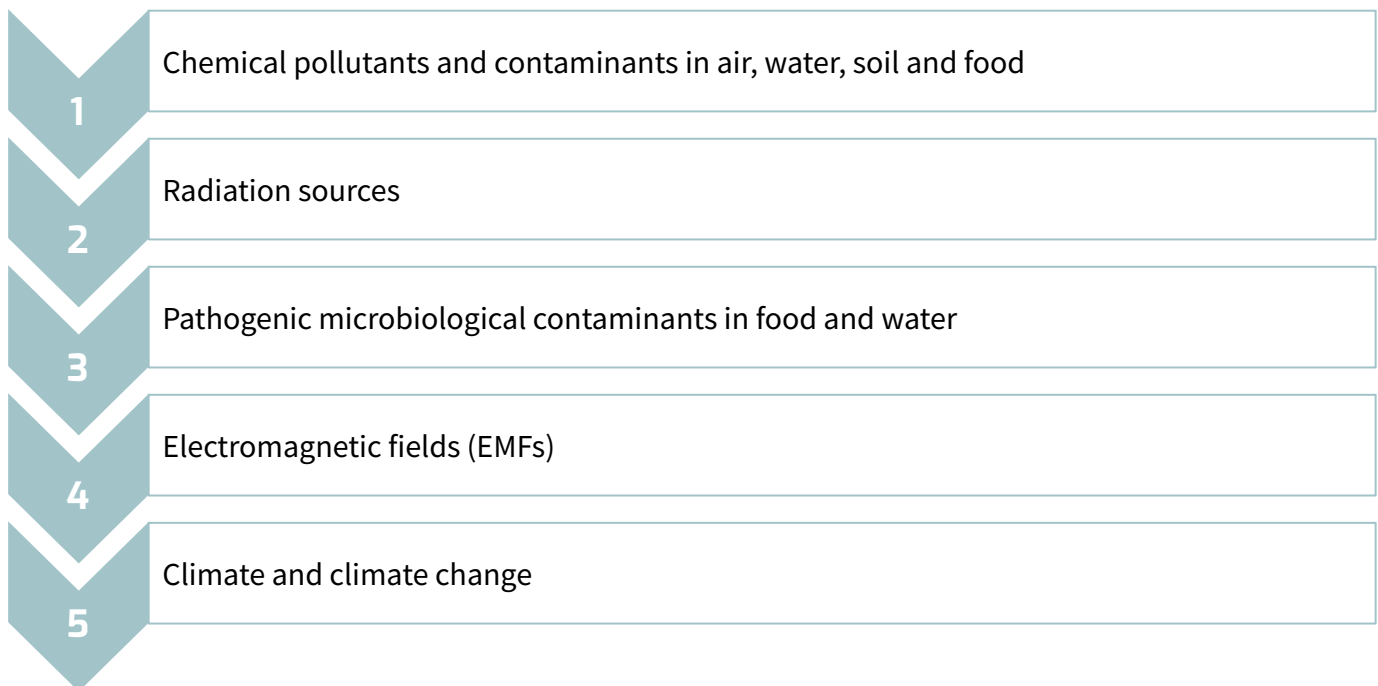 1
Chemical pollutants and contaminants in air, water, soil and food
2
Radiation sources
3
Pathogenic microbiological contaminants in food and water
4
Electromagnetic fields (EMFs)
5
Climate and climate change